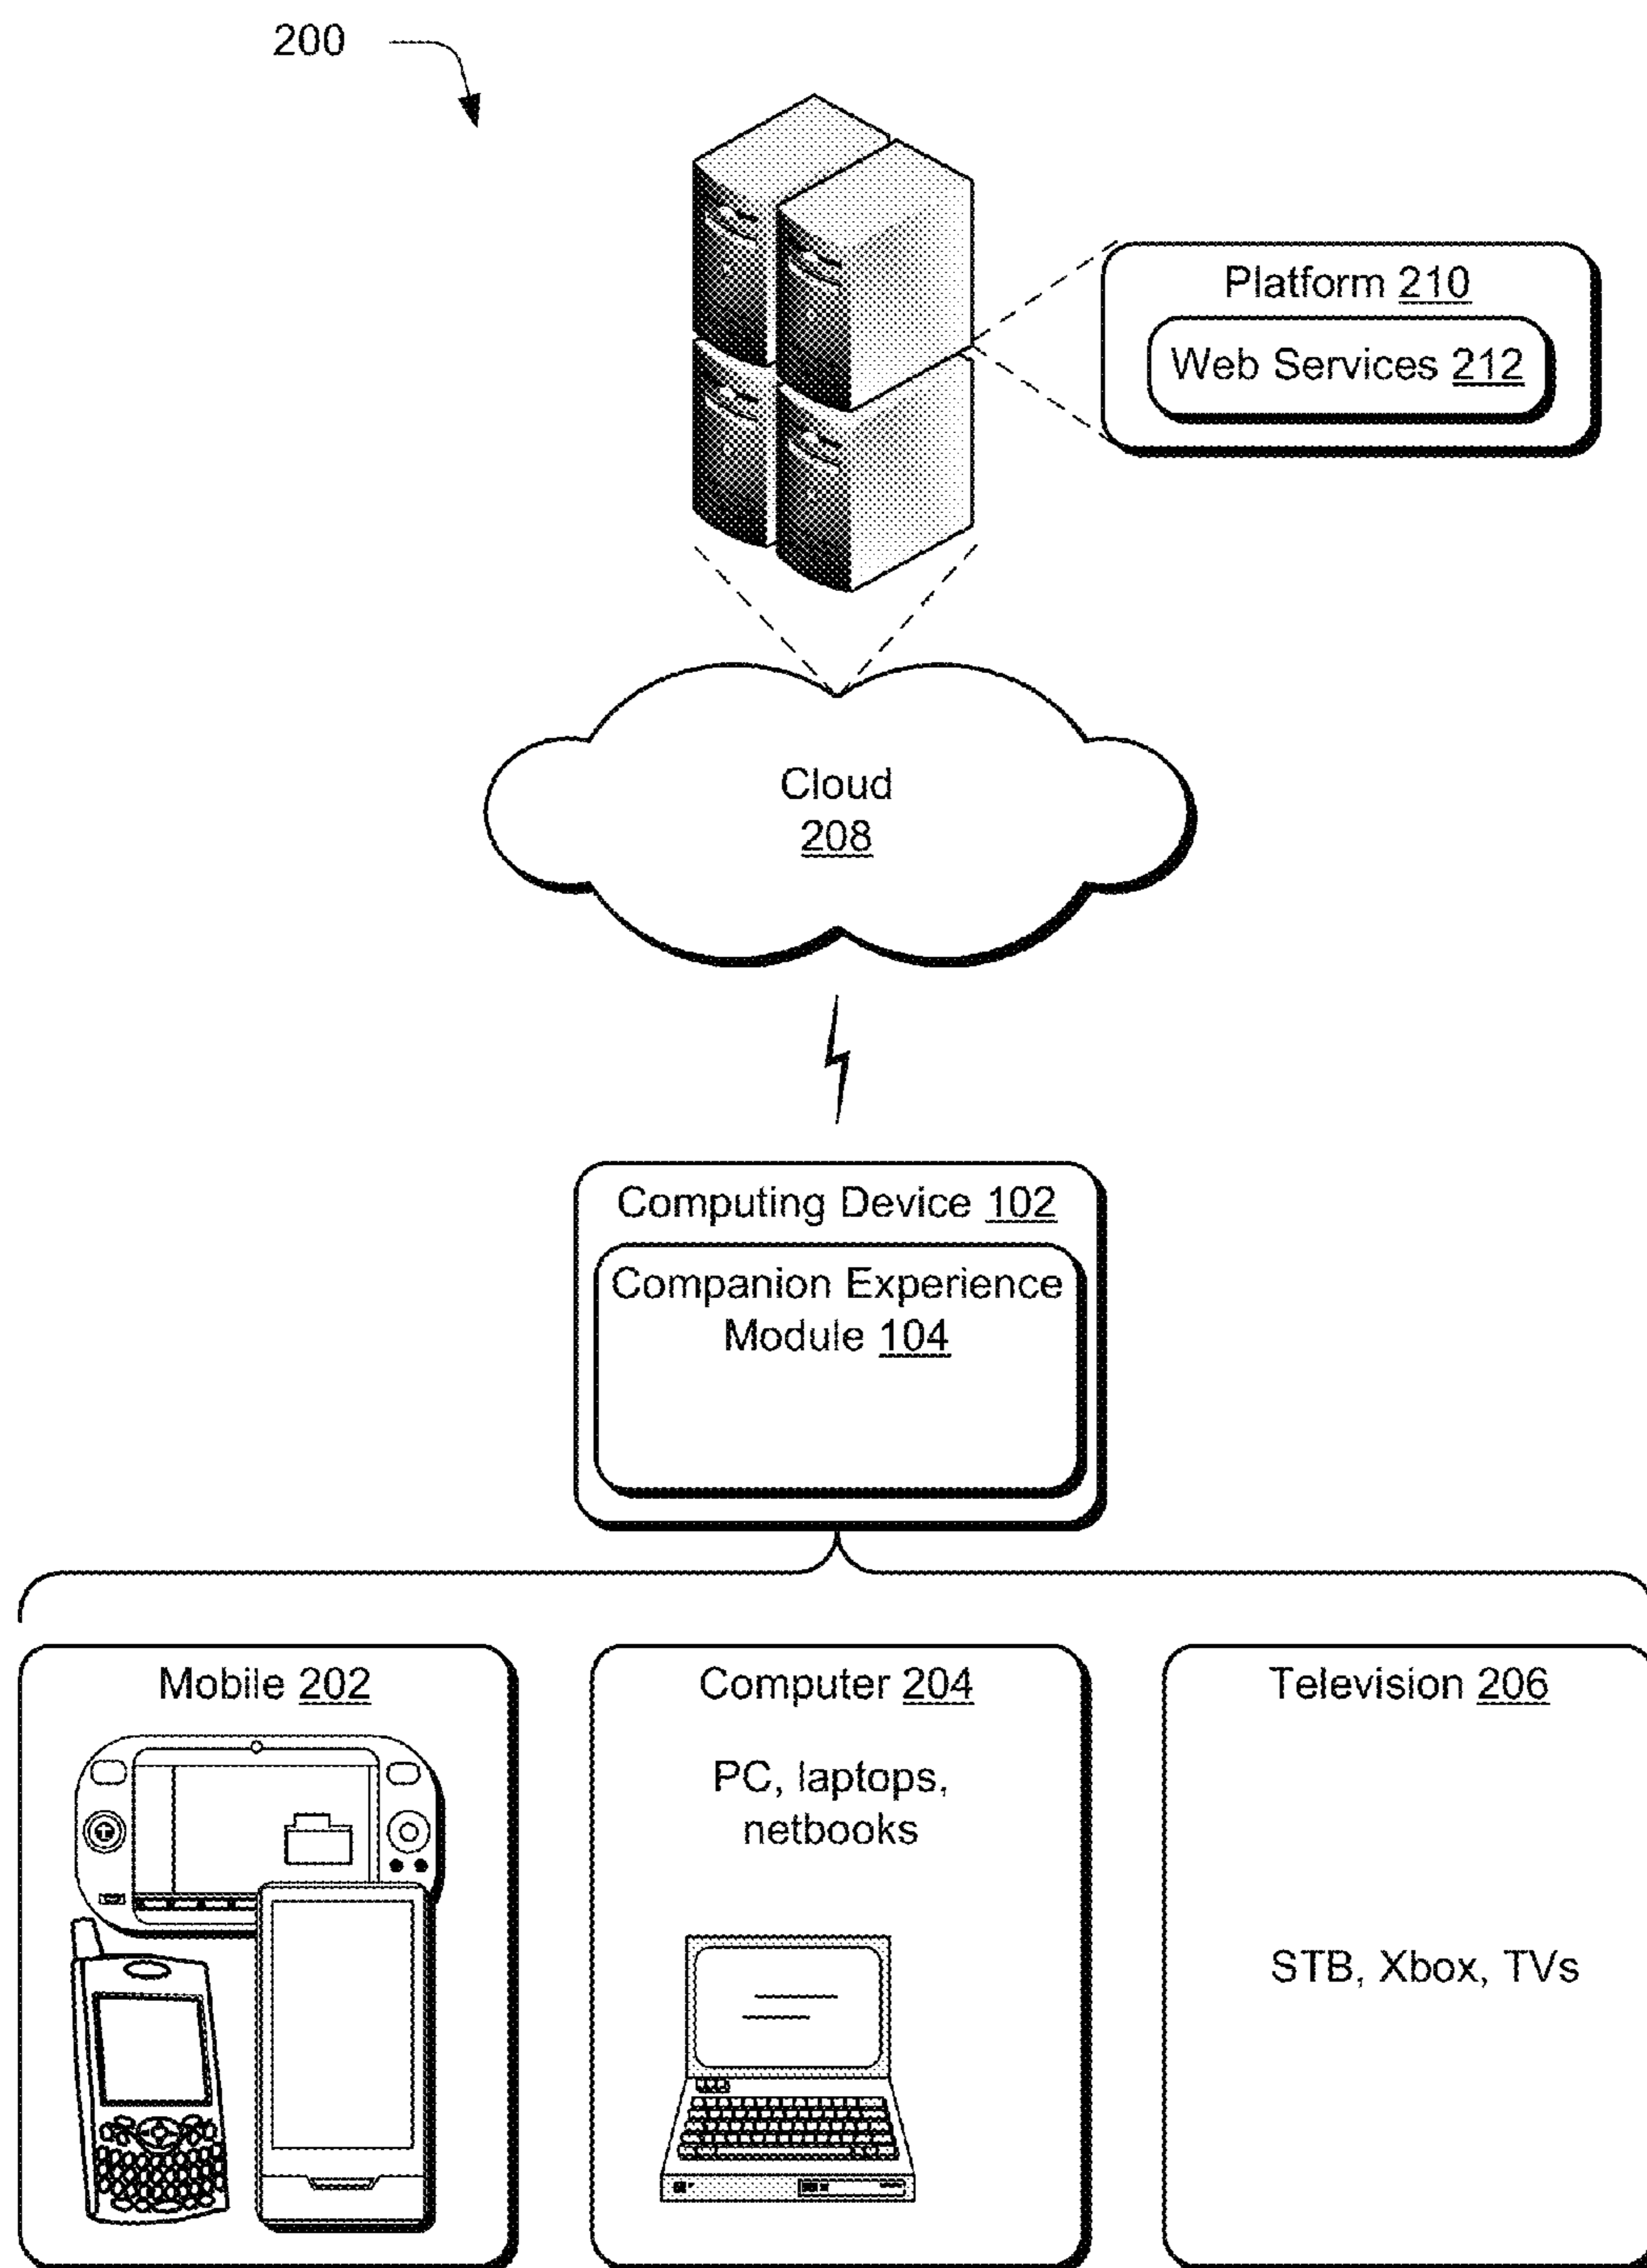 200
Platform 210
Web Services 212
Cloud
208
Computing Device 102
Companion Experience
Module 104
Mobile 202
Computer 204
PC, laptops,
netbooks
Television 206
STB, Xbox, TVs